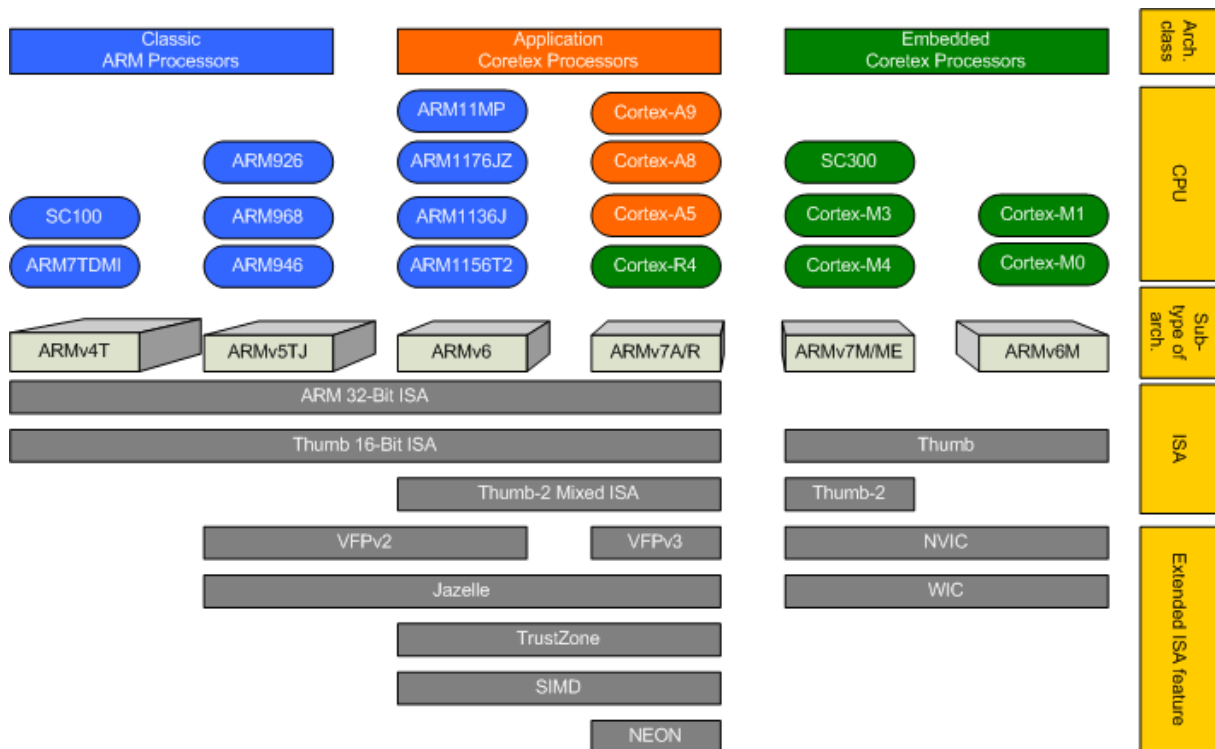 Classic
ARM Processors
Application
Coretex Processors
Embedded
Coretex Processors
Arch.
class
ARM11MP
Cortex-A9
ARM926
ARM1176JZ
Cortex-A8
SC300
CPU
SC100
ARM968
ARM1136J
Cortex-A5
Cortex-M3
Cortex-M1
ARM7TDMI
ARM946
ARM1156T2
Cortex-R4
Cortex-M4
Cortex-M0
ARMv4T
ARMv5TJ
ARMv6
ARMv7A/R
ARMv7M/ME
ARMv6M
Sub-
type of
arch.
ARM 32-Bit ISA
Thumb 16-Bit ISA
Thumb
ISA
Thumb-2 Mixed ISA
Thumb-2
VFPv2
VFPv3
NVIC
Jazelle
WIC
TrustZone
SIMD
NEON
Extended ISA feature